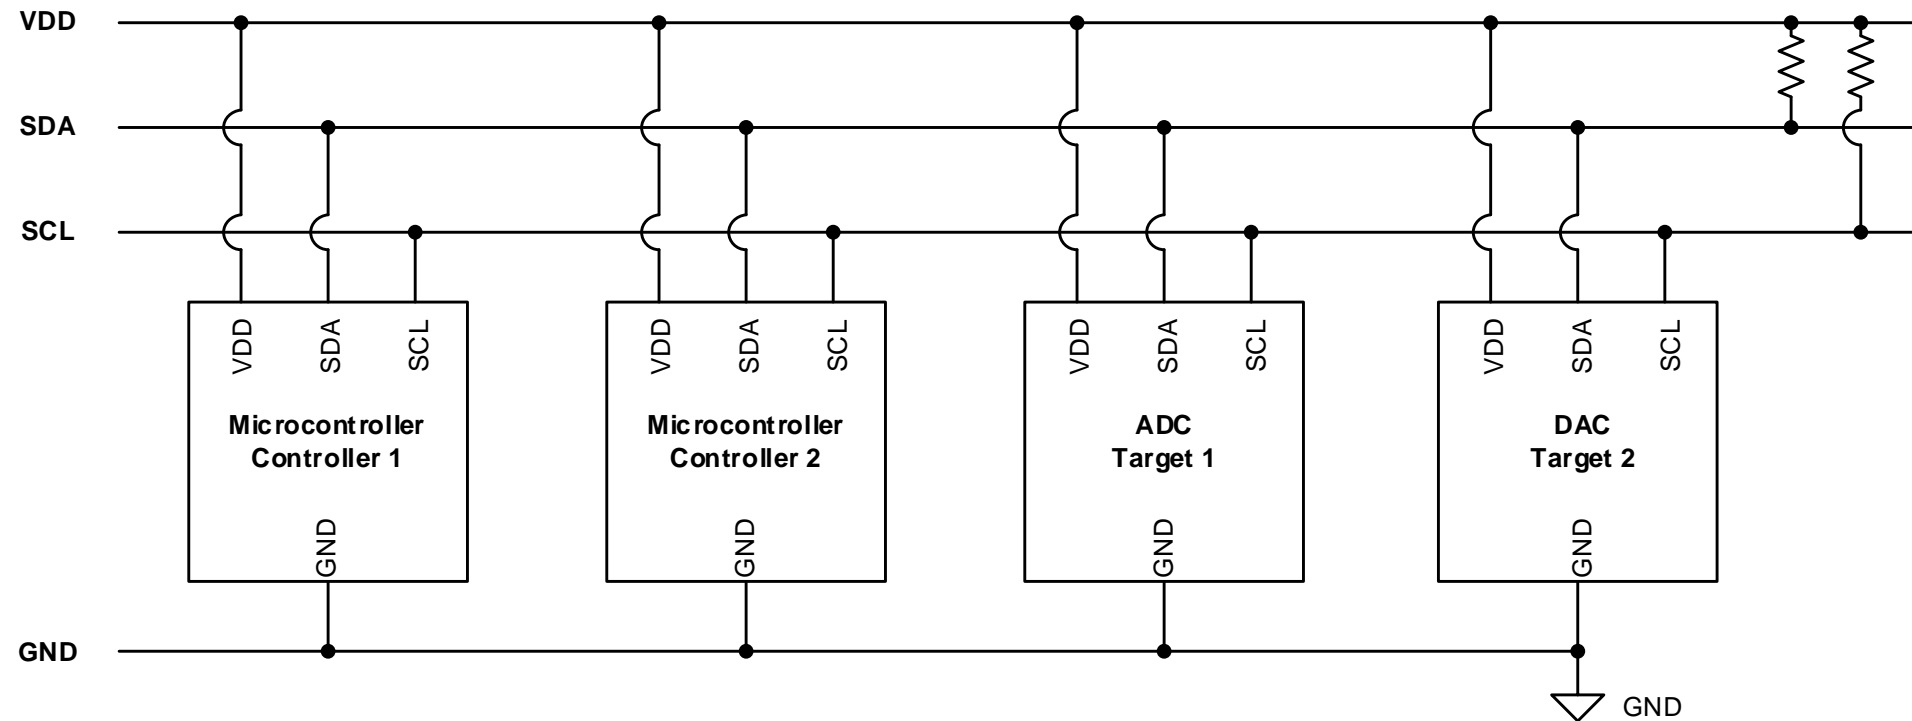 VDD
SDA
SCL
VDD SDA SCL
Microcontroller
Controller 1
GND
VDD SDA SCL
Microcontroller
Controller 2
GND
VDD SDA SCL
ADC
Target 1
GND
VDD SDA SCL
DAC
Target 2
GND
GND
GND